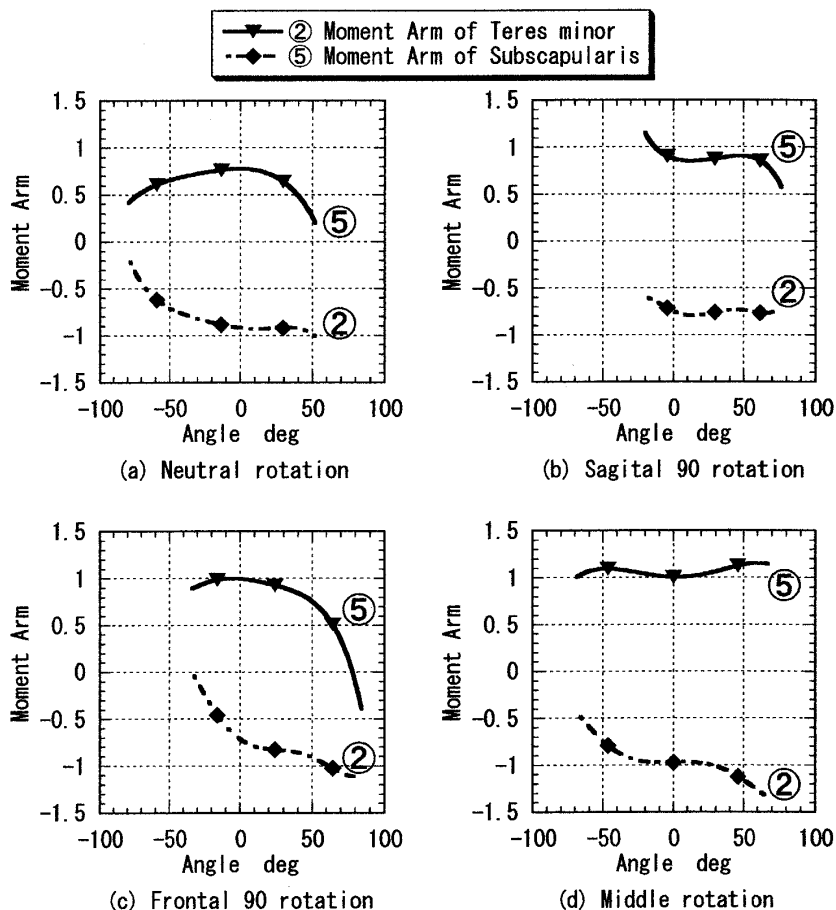 ② Moment Arm of Teres minor
⑤ Moment Arm of Subscapularis
1.5
1
0.5
0
-0.5
-1
-1.5
Moment Arm
⑤
②
-100 -50 0 50 100
Angle deg
(a) Neutral rotation
1.5
1
0.5
0
-0.5
-1
-1.5
Moment Arm
⑤
②
-100 -50 0 50 100
Angle deg
(b) Sagital 90 rotation
1.5
1
0.5
0
-0.5
-1
-1.5
Moment Arm
⑤
②
-100 -50 0 50 100
Angle deg
(c) Frontal 90 rotation
1.5
1
0.5
0
-0.5
-1
-1.5
Moment Arm
⑤
②
-100 -50 0 50 100
Angle deg
(d) Middle rotation